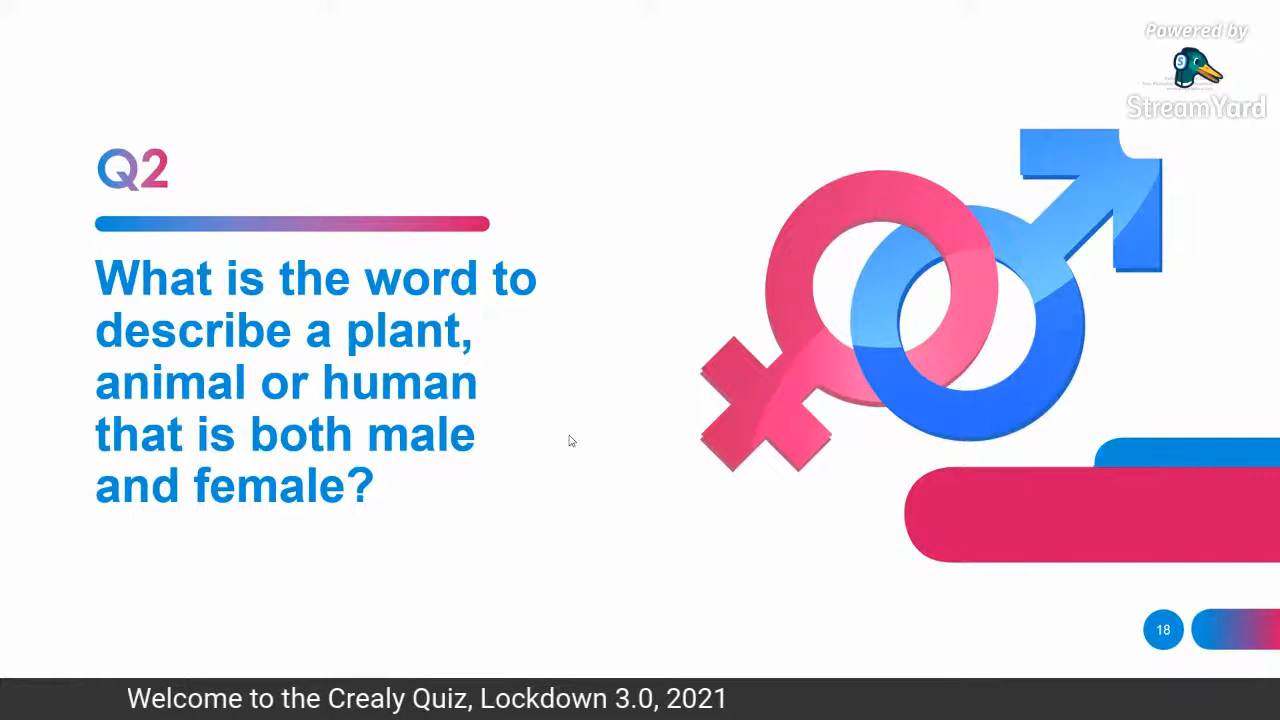 Powered by
StreamYard
Q2
What is the word to
describe a plant,
animal or human
that is both male
and female?
18
Welcome to the Crealy Quiz, Lockdown 3.0, 2021